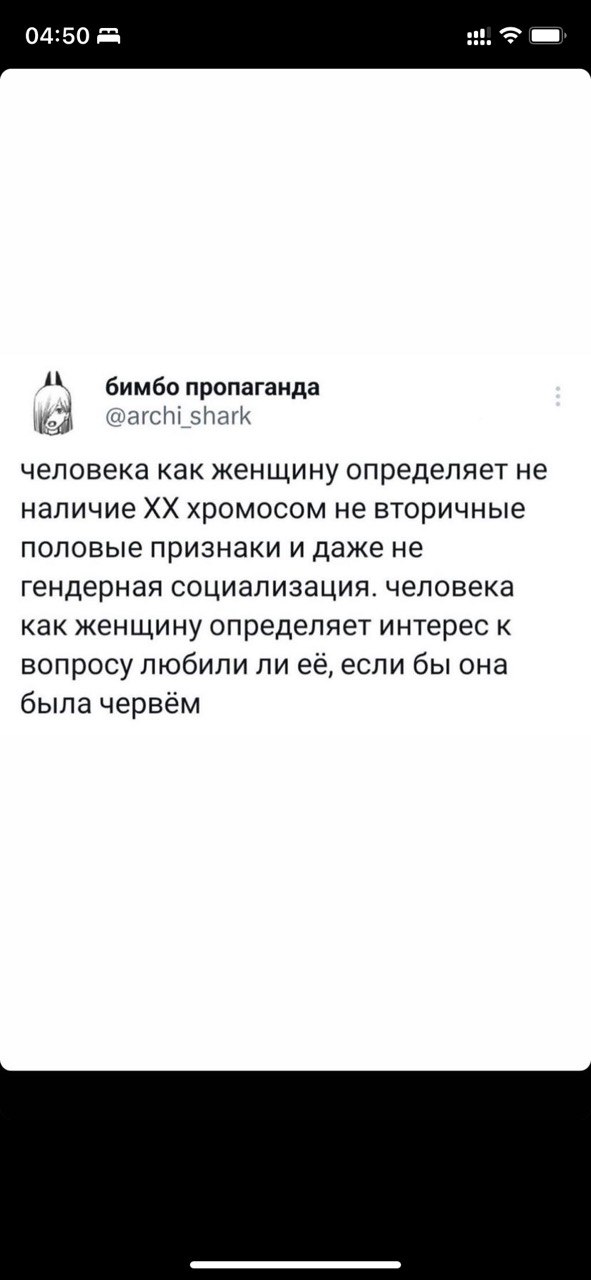 04:50
бимбо пропаганда
@archi_shark
человека как женщину определяет не
наличие XX хромосом не вторичные
половые признаки и даже не
гендерная социализация. человека
как женщину определяет интерес к
вопросу любили ли её, если бы она
была червём